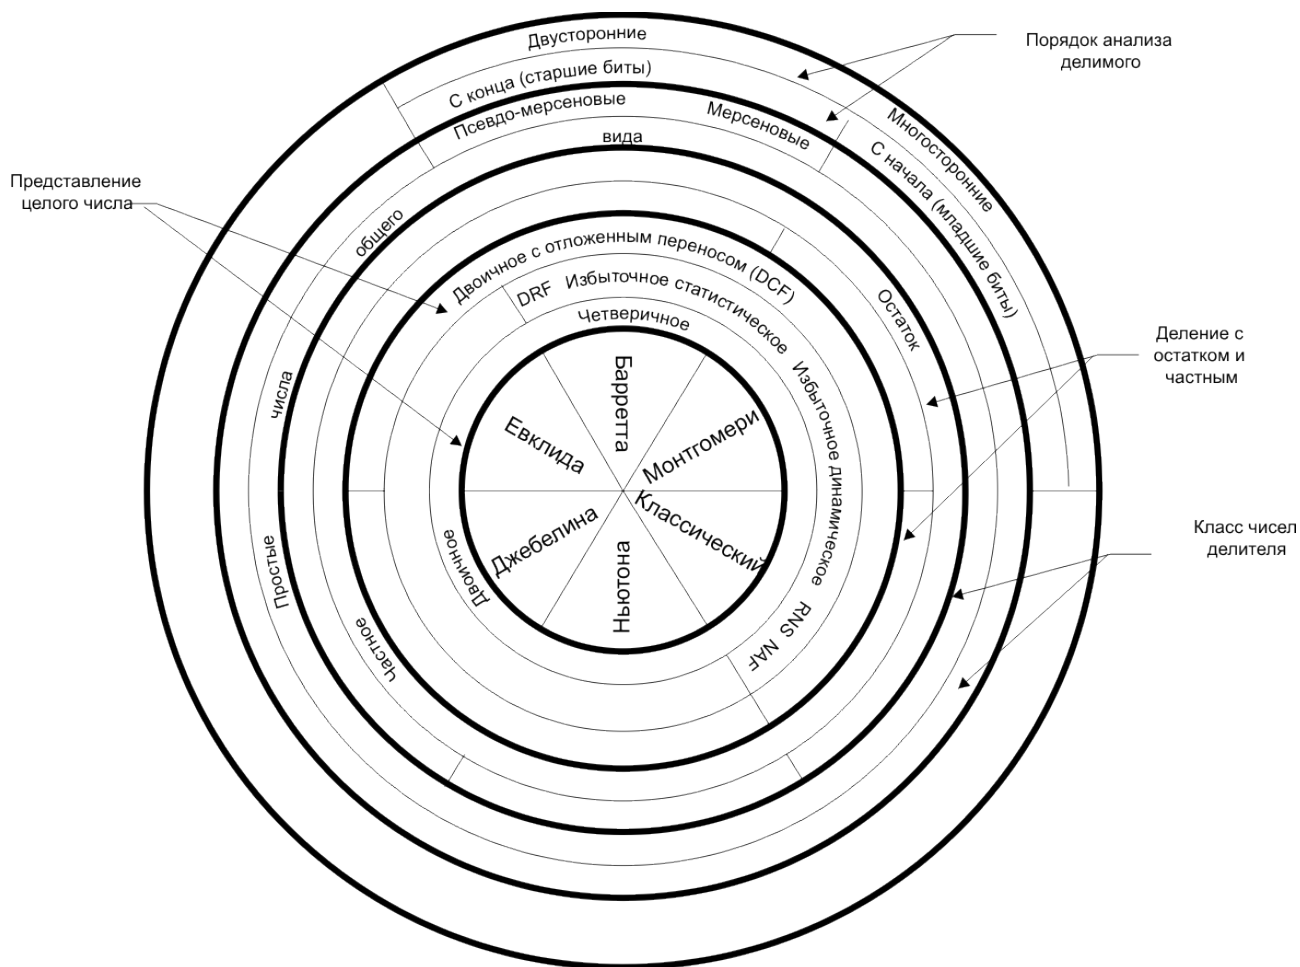 Двусторонние
С конца (старшие биты)
Псевдо-мерсеновые
Мерсеновые
вида
общего
числа
Простые
Многосторонние
С начала (младшие биты)
Порядок анализа
делимого
Представление
целого числа
Двоичное с отложенным переносом (DCF)
DRF Избыточное статистическое
Избыточное динамическое
RNS NAF
Четверичное
Двоичное
Остаток
Частное
Деление с
остатком и
частным
Класс чисел
делителя
Барретта
Монтгомери
Классический
Ньютона
Джебелина
Евклида